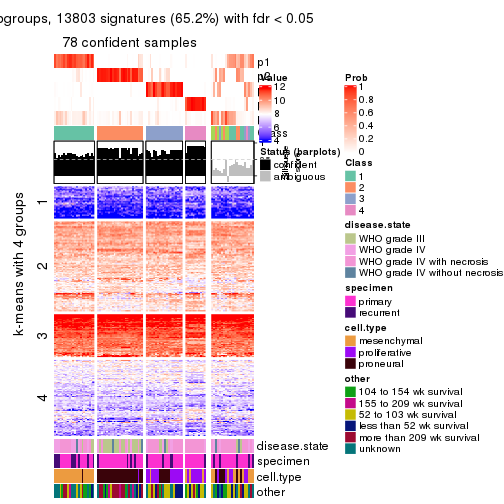 ogroups, 13803 signatures (65.2%) with fdr < 0.05
78 confident samples
p1
Value
12
10
8
6
4
Prob
1
0.8
0.6
0.4
0.2
0
Status (barplots)
confident
ambiguous
Class
1
2
3
4
k-means with 4 groups
1
2
3
4
disease.state
WHO grade III
WHO grade IV
WHO grade IV with necrosis
WHO grade IV without necrosis
specimen
primary
recurrent
cell.type
mesenchymal
proliferative
proneural
other
104 to 154 wk survival
155 to 209 wk survival
52 to 103 wk survival
less than 52 wk survival
more than 209 wk survival
unknown
disease.state
specimen
cell.type
other